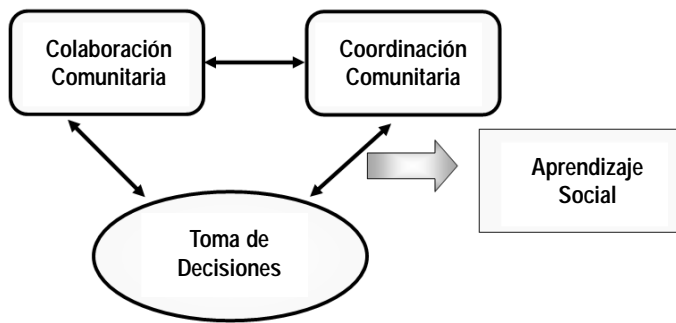 Colaboración
Comunitaria
Coordinación
Comunitaria
Aprendizaje
Social
Toma de
Decisiones